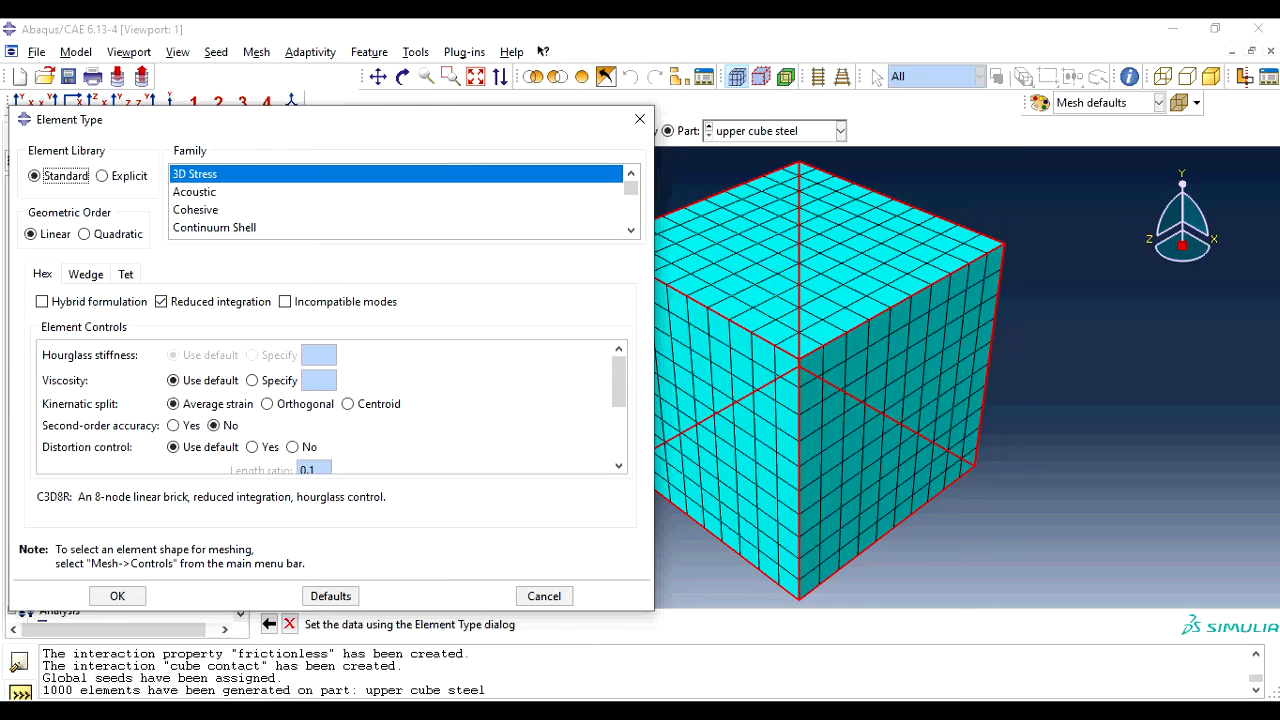 Abaqus/CAE 6.13-4 [Viewport: 1]
File Model Viewport View Seed Mesh Adaptivity Feature Tools Plug-ins Help
All
1 2 3 4
Mesh defaults
Element Type
Part: upper cube steel
Element Library
Family
Standard Explicit
3D Stress
Acoustic
Cohesive
Continuum Shell
Geometric Order
Linear Quadratic
Y
Z X
Hex Wedge Tet
Hybrid formulation Reduced integration Incompatible modes
Element Controls
Hourglass stiffness: Use default Specify
Viscosity: Use default Specify
Kinematic split: Average strain Orthogonal Centroid
Second-order accuracy: Yes No
Distortion control: Use default Yes No
Length ratio: 0.1
C3D8R: An 8-node linear brick, reduced integration, hourglass control.
Note: To select an element shape for meshing,
select "Mesh->Controls" from the main menu bar.
OK Defaults Cancel
Analysis
Set the data using the Element Type dialog
SIMULIA
The interaction property "frictionless" has been created.
The interaction "cube contact" has been created.
Global seeds have been assigned.
1000 elements have been generated on part: upper cube steel